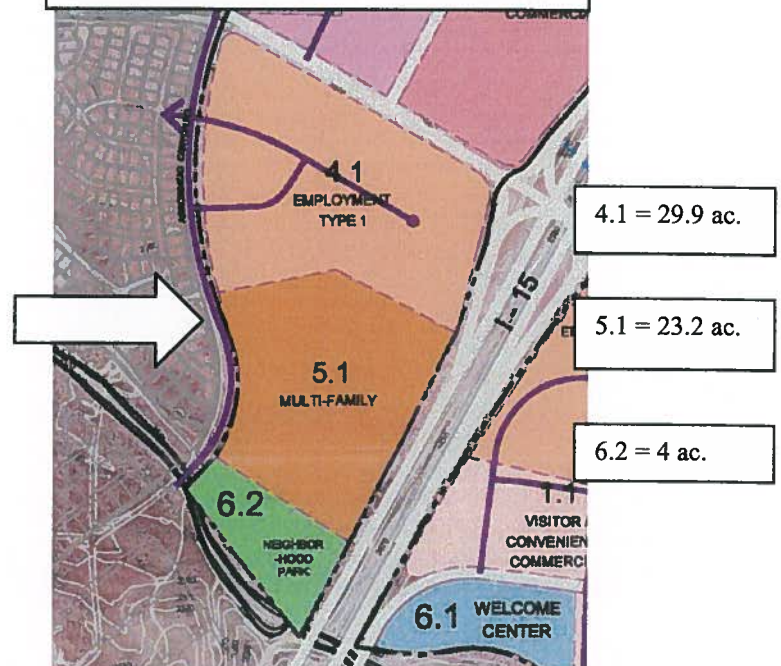 4.1
EMPLOYMENT
TYPE 1
4.1 = 29.9 ac.
I-15
5.1 = 23.2 ac.
5.1
MULTI-FAMILY
6.2 = 4 ac.
6.2
NEIGHBOR
-HOOD
PARK
1.1
VISITOR
CONVENIEN
COMMERCI
6.1 WELCOME
CENTER